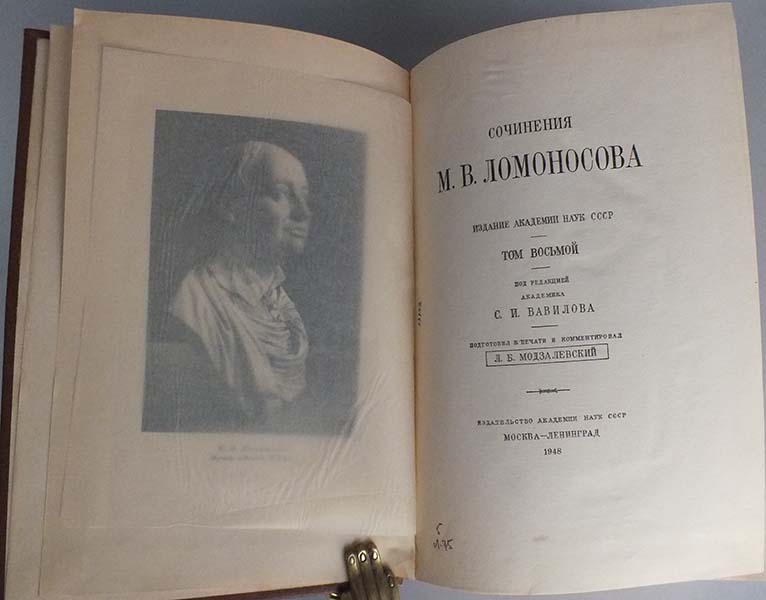 СОЧИНЕНИЯ
М. В. ЛОМОНОСОВА
ИЗДАНИЕ АКАДЕМИИ НАУК СССР
ТОМ ВОСЬМОЙ
ПОД РЕДАКЦИЕЙ
АКАДЕМИКА
С. И. ВАВИЛОВА
ПОДГОТОВИЛ К ПЕЧАТИ И КОММЕНТИРОВАЛ
Л. Б. МОДЗАЛЕВСКИЙ
ИЗДАТЕЛЬСТВО АКАДЕМИИ НАУК СССР
МОСКВА—ЛЕНИНГРАД
1948